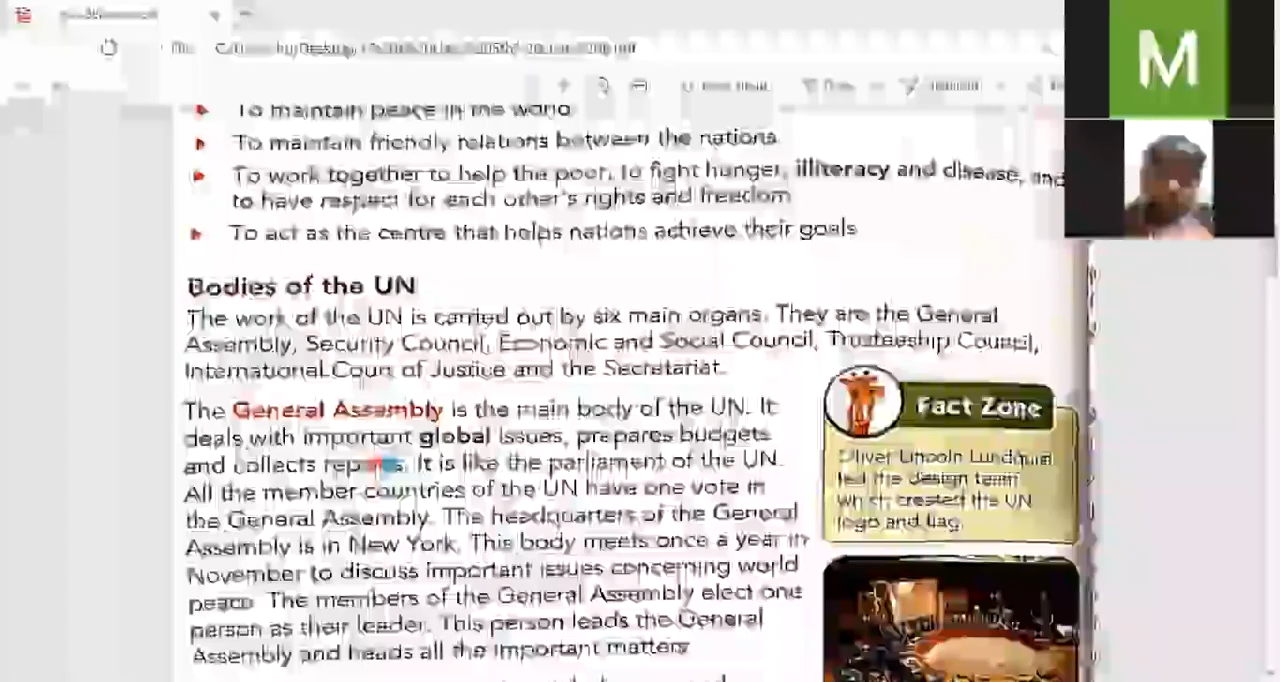 To maintain peace in the world
To maintain friendly relations between the nations
To work together to help the poor, to fight hunger, illiteracy and disease, and
to have respect for each other's rights and freedom
To act as the centre that helps nations achieve their goals
Bodies of the UN
The work of the UN is carried out by six main organs. They are the General
Assembly, Security Council, Economic and Social Council, Trusteeship Council,
International Court of Justice and the Secretariat.
The General Assembly is the main body of the UN. It
deals with important global issues, prepares budgets
and collects reports. It is like the parliament of the UN.
All the member countries of the UN have one vote in
the General Assembly. The headquarters of the General
Assembly is in New York. This body meets once a year in
November to discuss important issues concerning world
peace. The members of the General Assembly elect one
person as their leader. This person leads the General
Assembly and heads all the important matters
Fact Zone
Oliver Lincoln Lundquist
led the design team
which created the UN
logo and flag.
M